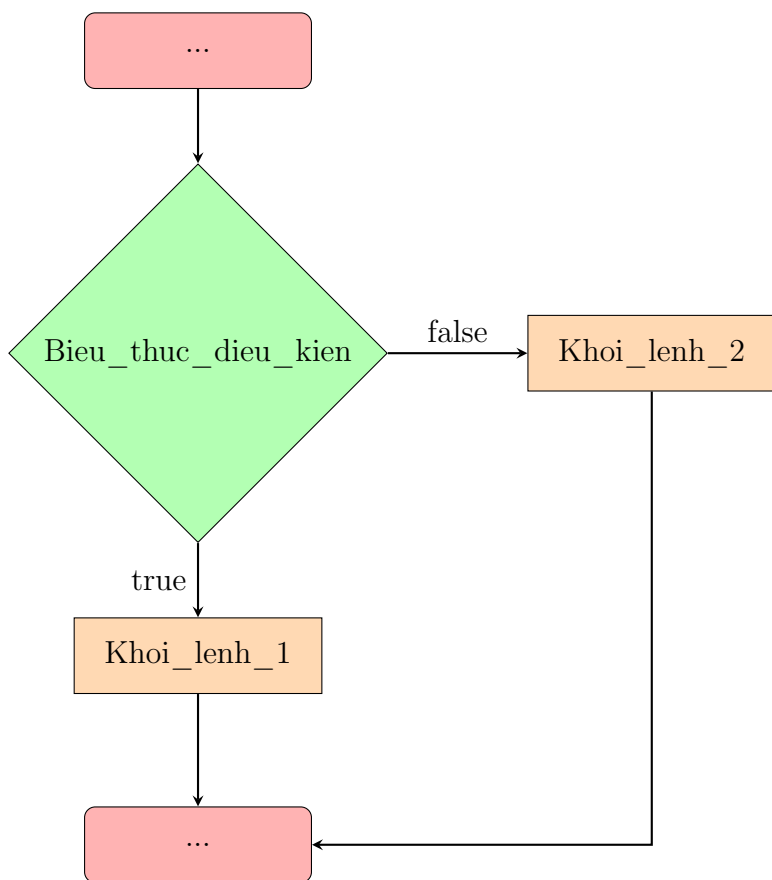 ...
Bieu_thuc_dieu_kien
false
Khoi_lenh_2
true
Khoi_lenh_1
...